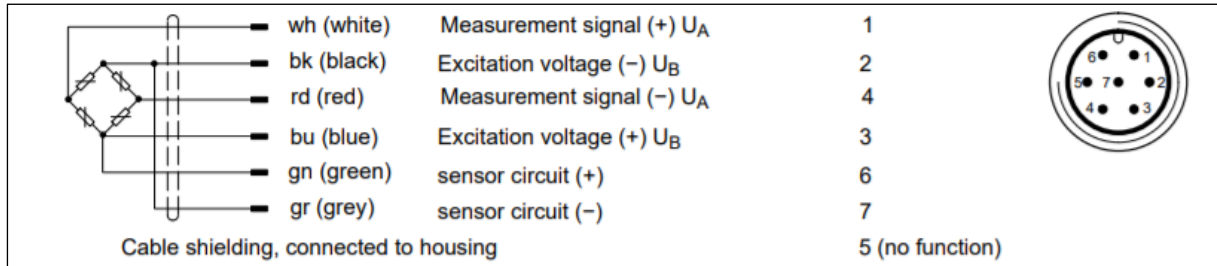 wh (white) Measurement signal (+) UA 1
bk (black) Excitation voltage (−) UB 2
rd (red) Measurement signal (−) UA 4
bu (blue) Excitation voltage (+) UB 3
gn (green) sensor circuit (+) 6
gr (grey) sensor circuit (−) 7
Cable shielding, connected to housing 5 (no function)
6 1
5 7 2
4 3